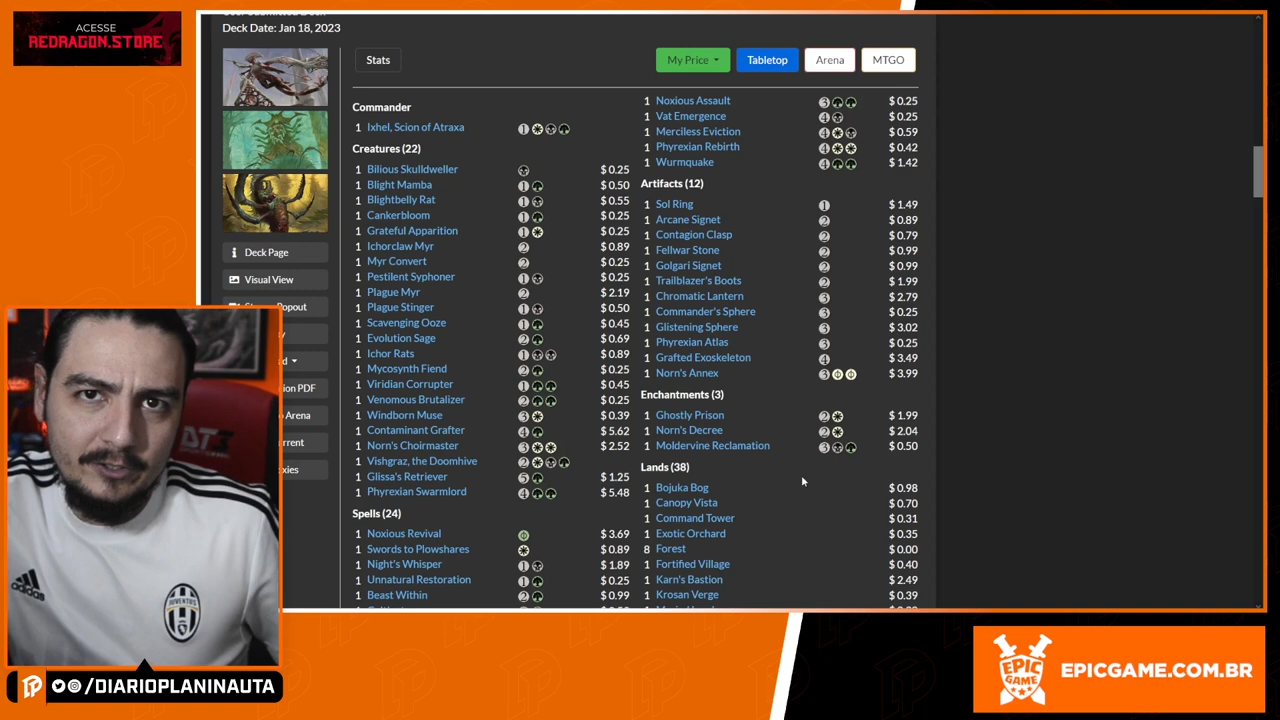 ACESSE
REDRAGON.STORE
Deck Date: Jan 18, 2023
Stats
My Price
Tabletop
Arena
MTGO
Deck Page
Visual View
Popout
Commander
1 Ixhel, Scion of Atraxa
Creatures (22)
1 Bilious Skulldweller $ 0.25
1 Blight Mamba $ 0.50
1 Blightbelly Rat $ 0.55
1 Cankerbloom $ 0.25
1 Grateful Apparition $ 0.25
1 Ichorclaw Myr $ 0.89
1 Myr Convert $ 0.25
1 Pestilent Syphoner $ 0.25
1 Plague Myr $ 2.19
1 Plague Stinger $ 0.50
1 Scavenging Ooze $ 0.45
1 Evolution Sage $ 0.69
1 Ichor Rats $ 0.89
1 Mycosynth Fiend $ 0.25
1 Viridian Corrupter $ 0.45
1 Venomous Brutalizer $ 0.25
1 Windborn Muse $ 0.39
1 Contaminant Grafter $ 5.62
1 Norn's Choirmaster $ 2.52
1 Vishgraz, the Doomhive
1 Glissa's Retriever $ 1.25
1 Phyrexian Swarmlord $ 5.48
Spells (24)
1 Noxious Revival $ 3.69
1 Swords to Plowshares $ 0.89
1 Night's Whisper $ 1.89
1 Unnatural Restoration $ 0.25
1 Beast Within $ 0.99
1 Noxious Assault $ 0.25
1 Vat Emergence $ 0.25
1 Merciless Eviction $ 0.59
1 Phyrexian Rebirth $ 0.42
1 Wurmquake $ 1.42
Artifacts (12)
1 Sol Ring $ 1.49
1 Arcane Signet $ 0.89
1 Contagion Clasp $ 0.79
1 Fellwar Stone $ 0.99
1 Golgari Signet $ 0.99
1 Trailblazer's Boots $ 1.99
1 Chromatic Lantern $ 2.79
1 Commander's Sphere $ 0.25
1 Glistening Sphere $ 3.02
1 Phyrexian Atlas $ 0.25
1 Grafted Exoskeleton $ 3.49
1 Norn's Annex $ 3.99
Enchantments (3)
1 Ghostly Prison $ 1.99
1 Norn's Decree $ 2.04
1 Moldervine Reclamation $ 0.50
Lands (38)
1 Bojuka Bog $ 0.98
1 Canopy Vista $ 0.70
1 Command Tower $ 0.31
1 Exotic Orchard $ 0.35
8 Forest $ 0.00
1 Fortified Village $ 0.40
1 Karn's Bastion $ 2.49
1 Krosan Verge $ 0.39
adidas
/DIARIOPLANINAUTA
EPIC
GAME
EPICGAME.COM.BR